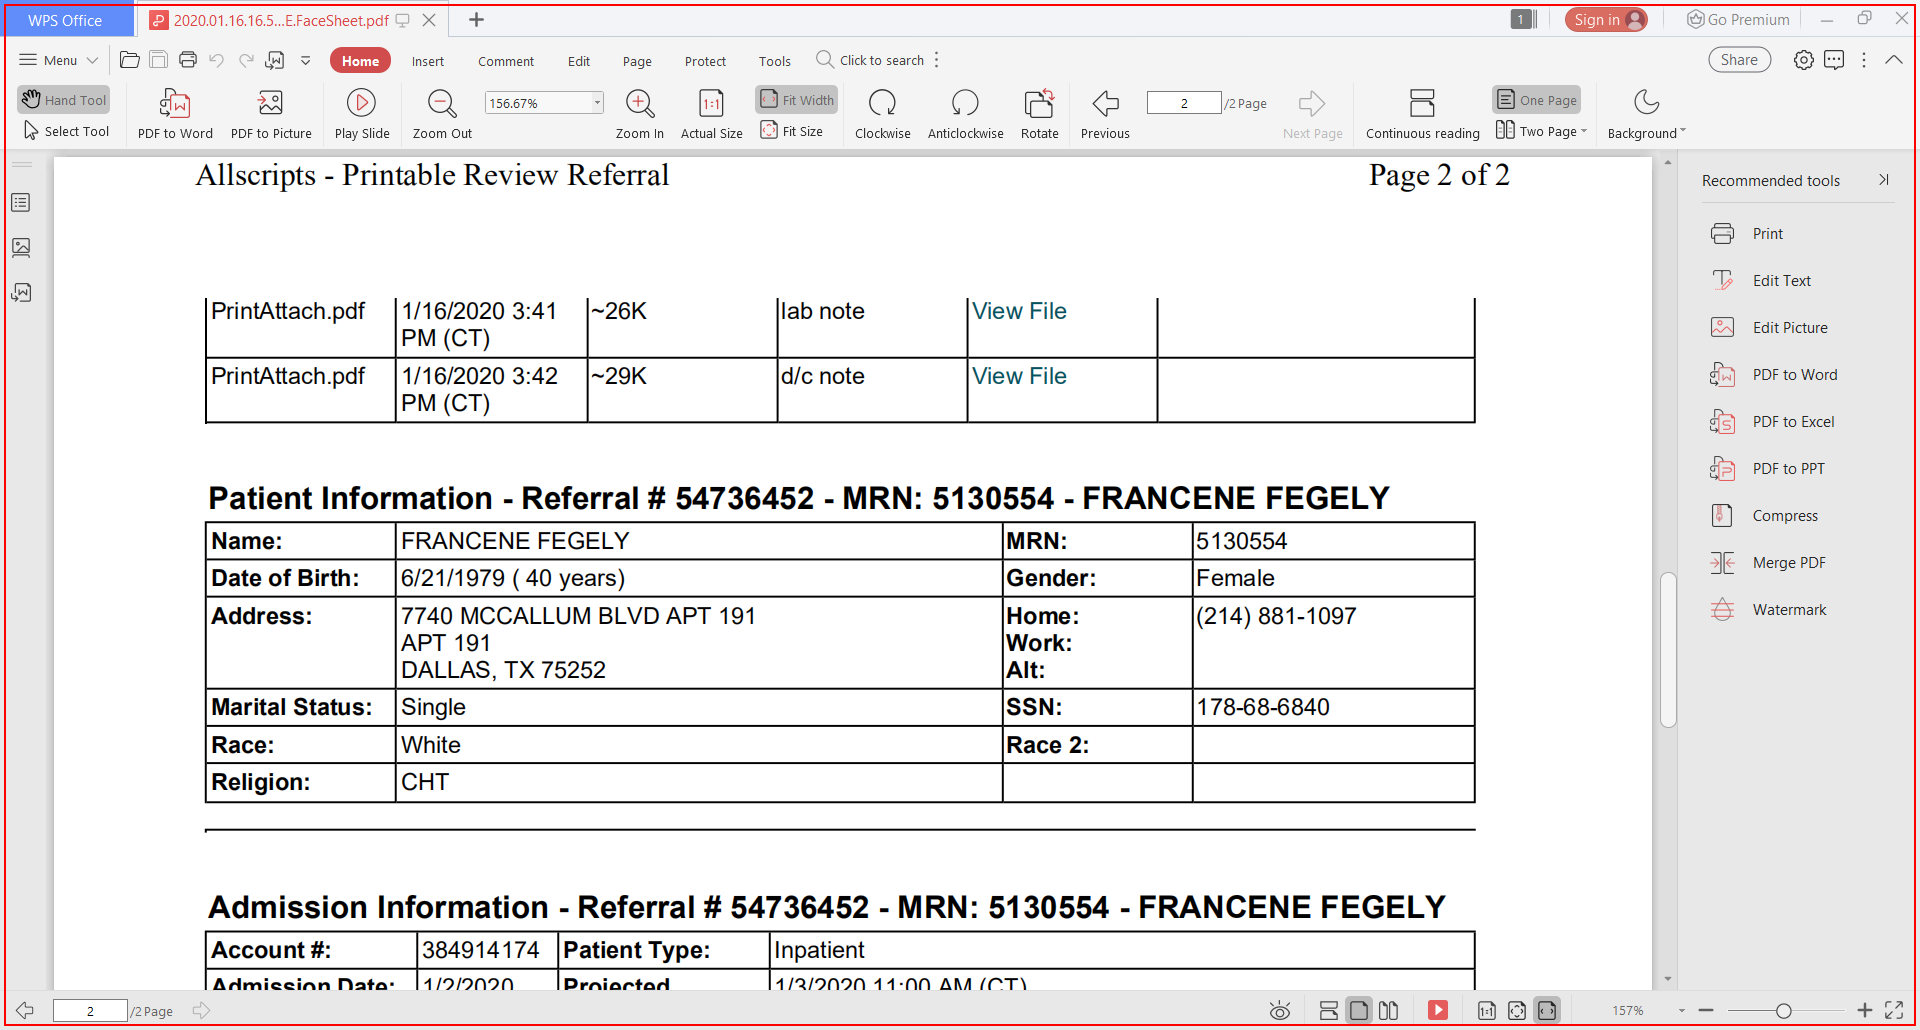 WPS Office
2020.01.16.16.5...E.FaceSheet.pdf
1
Sign in
Go Premium
Menu
Home
Insert
Comment
Edit
Page
Protect
Tools
Click to search
Share
Hand Tool
Select Tool
PDF to Word
PDF to Picture
Play Slide
Zoom Out
156.67%
Zoom In
1:1
Actual Size
Fit Width
Fit Size
Clockwise
Anticlockwise
Rotate
Previous
2
/2 Page
Next Page
Continuous reading
One Page
Two Page
Background
Allscripts - Printable Review Referral Page 2 of 2
PrintAttach.pdf 1/16/2020 3:41 ~26K lab note View File
PM (CT)
PrintAttach.pdf 1/16/2020 3:42 ~29K d/c note View File
PM (CT)
Patient Information - Referral # 54736452 - MRN: 5130554 - FRANCENE FEGELY
Name: FRANCENE FEGELY MRN: 5130554
Date of Birth: 6/21/1979 ( 40 years) Gender: Female
Address: 7740 MCCALLUM BLVD APT 191 Home: (214) 881-1097
APT 191 Work:
DALLAS, TX 75252 Alt:
Marital Status: Single SSN: 178-68-6840
Race: White Race 2:
Religion: CHT
Admission Information - Referral # 54736452 - MRN: 5130554 - FRANCENE FEGELY
Account #: 384914174 Patient Type: Inpatient
Admission Date: 1/2/2020 Projected 1/3/2020 11:00 AM (CT)
Recommended tools
Print
Edit Text
Edit Picture
PDF to Word
PDF to Excel
PDF to PPT
Compress
Merge PDF
Watermark
2
/2 Page
1:1
157%